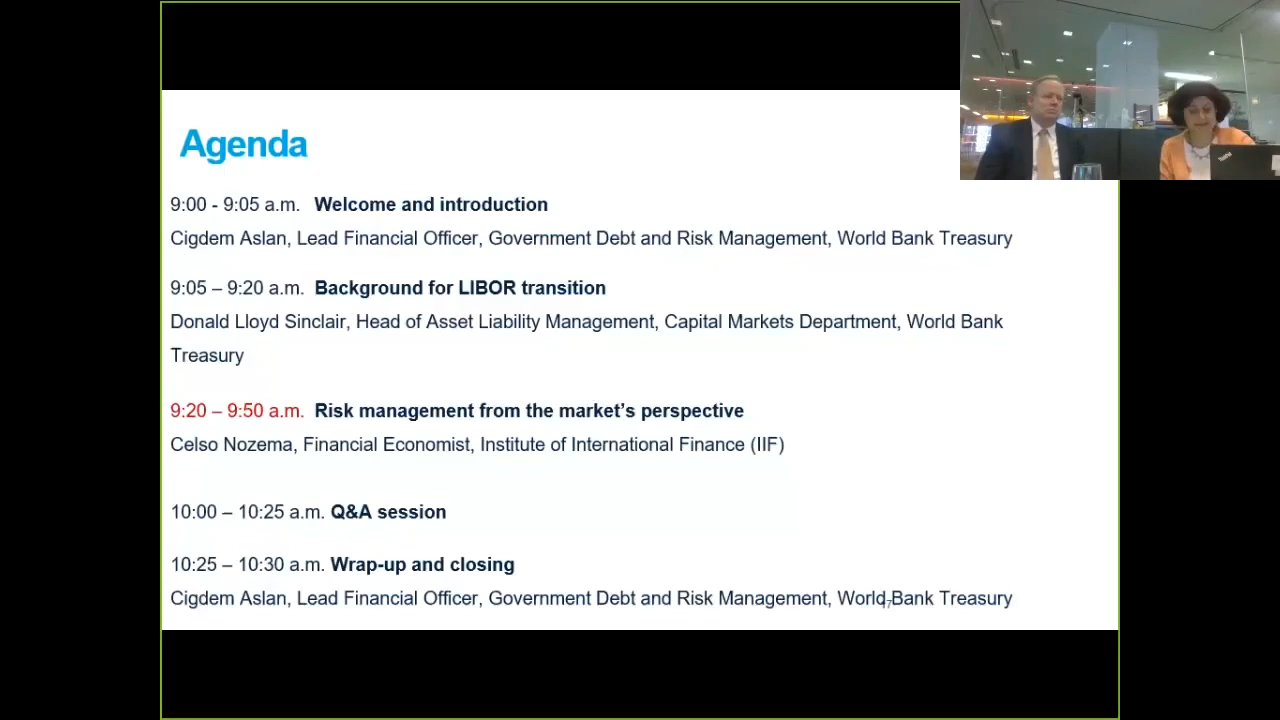 Agenda
9:00 - 9:05 a.m. Welcome and introduction
Cigdem Aslan, Lead Financial Officer, Government Debt and Risk Management, World Bank Treasury
9:05 – 9:20 a.m. Background for LIBOR transition
Donald Lloyd Sinclair, Head of Asset Liability Management, Capital Markets Department, World Bank
Treasury
9:20 – 9:50 a.m. Risk management from the market's perspective
Celso Nozema, Financial Economist, Institute of International Finance (IIF)
10:00 – 10:25 a.m. Q&A session
10:25 – 10:30 a.m. Wrap-up and closing
Cigdem Aslan, Lead Financial Officer, Government Debt and Risk Management, World Bank Treasury